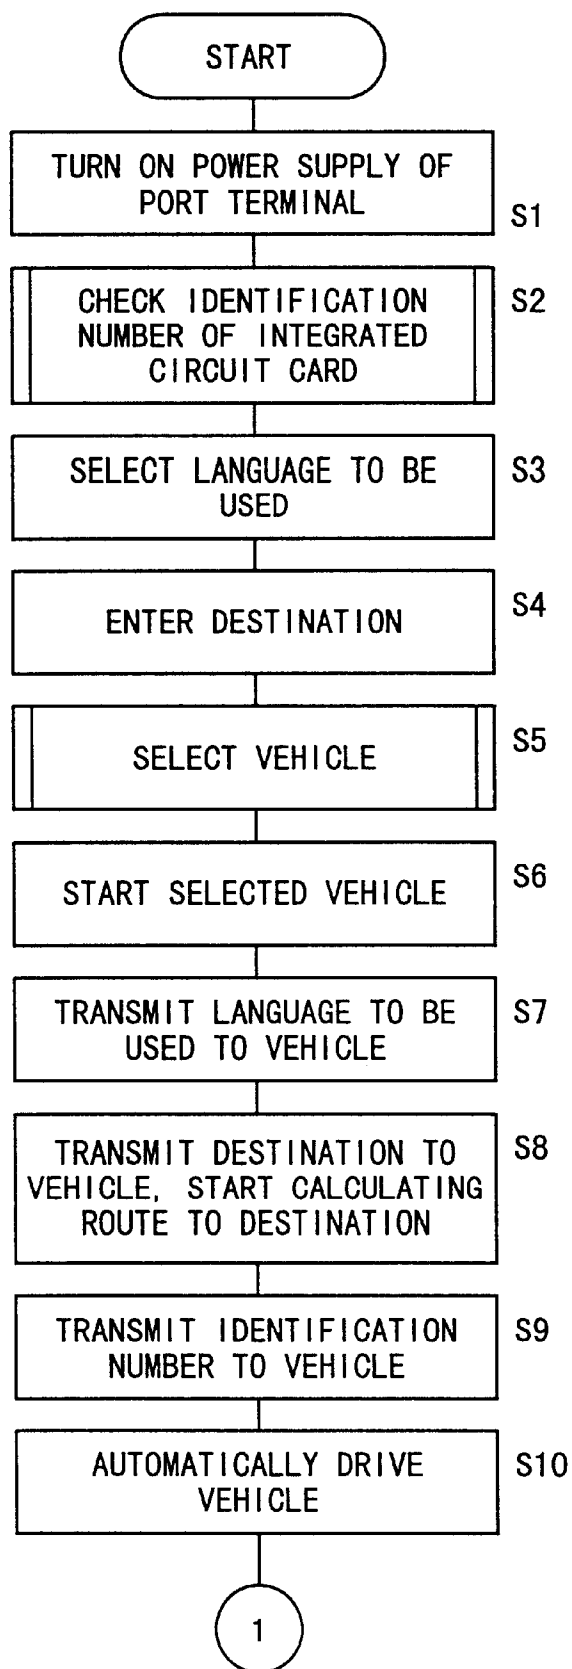 START
TURN ON POWER SUPPLY OF
PORT TERMINAL
S1
CHECK IDENTIFICATION
NUMBER OF INTEGRATED
CIRCUIT CARD
S2
SELECT LANGUAGE TO BE
USED
S3
ENTER DESTINATION
S4
SELECT VEHICLE
S5
START SELECTED VEHICLE
S6
TRANSMIT LANGUAGE TO BE
USED TO VEHICLE
S7
TRANSMIT DESTINATION TO
VEHICLE, START CALCULATING
ROUTE TO DESTINATION
S8
TRANSMIT IDENTIFICATION
NUMBER TO VEHICLE
S9
AUTOMATICALLY DRIVE
VEHICLE
S10
1